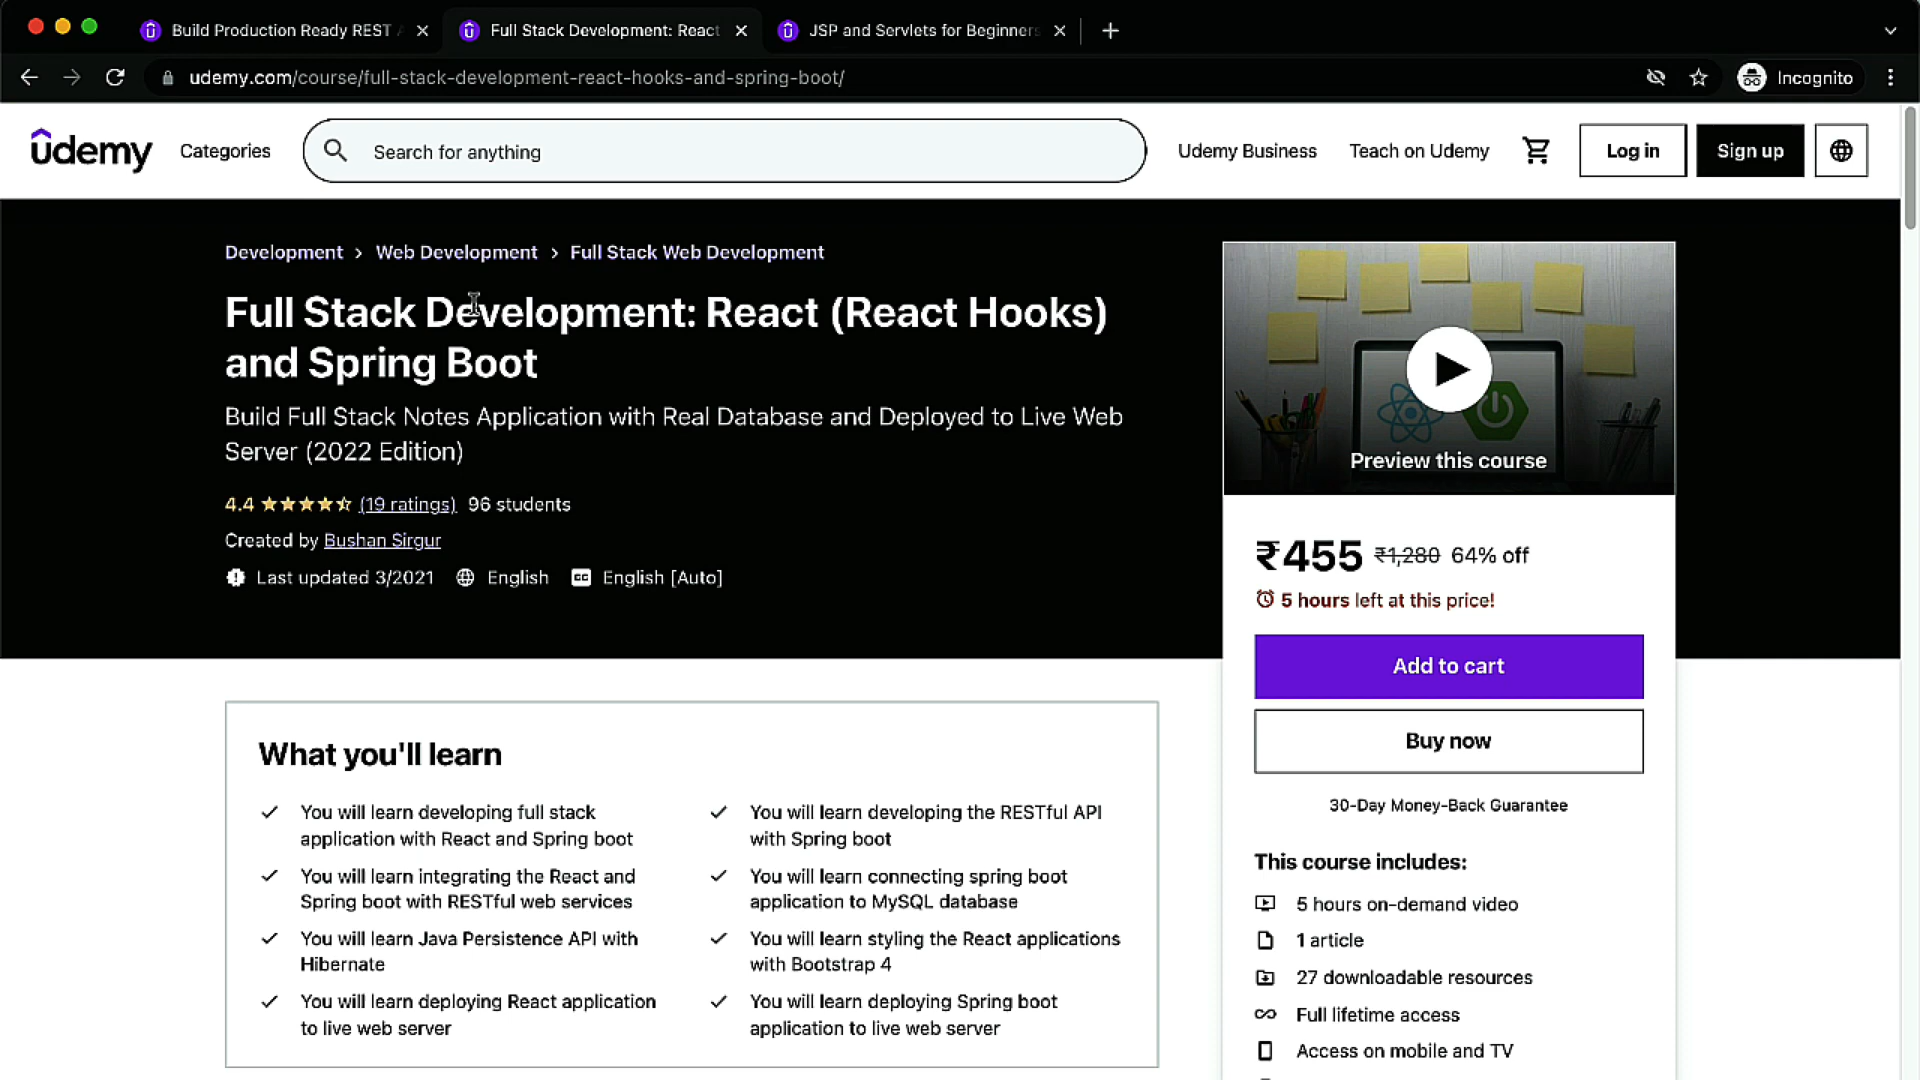 Build Production Ready REST A
Full Stack Development: React
JSP and Servlets for Beginners
udemy.com/course/full-stack-development-react-hooks-and-spring-boot/
Incognito
udemy
Categories
Search for anything
Udemy Business
Teach on Udemy
Log in
Sign up
Development > Web Development > Full Stack Web Development
Full Stack Development: React (React Hooks)
and Spring Boot
Build Full Stack Notes Application with Real Database and Deployed to Live Web
Server (2022 Edition)
4.4 (19 ratings) 96 students
Created by Bushan Sirgur
Last updated 3/2021 English CC English [Auto]
Preview this course
₹455 ₹1,280 64% off
5 hours left at this price!
Add to cart
Buy now
30-Day Money-Back Guarantee
This course includes:
5 hours on-demand video
1 article
27 downloadable resources
Full lifetime access
Access on mobile and TV
What you'll learn
You will learn developing full stack
application with React and Spring boot
You will learn developing the RESTful API
with Spring boot
You will learn integrating the React and
Spring boot with RESTful web services
You will learn connecting spring boot
application to MySQL database
You will learn Java Persistence API with
Hibernate
You will learn styling the React applications
with Bootstrap 4
You will learn deploying React application
to live web server
You will learn deploying Spring boot
application to live web server